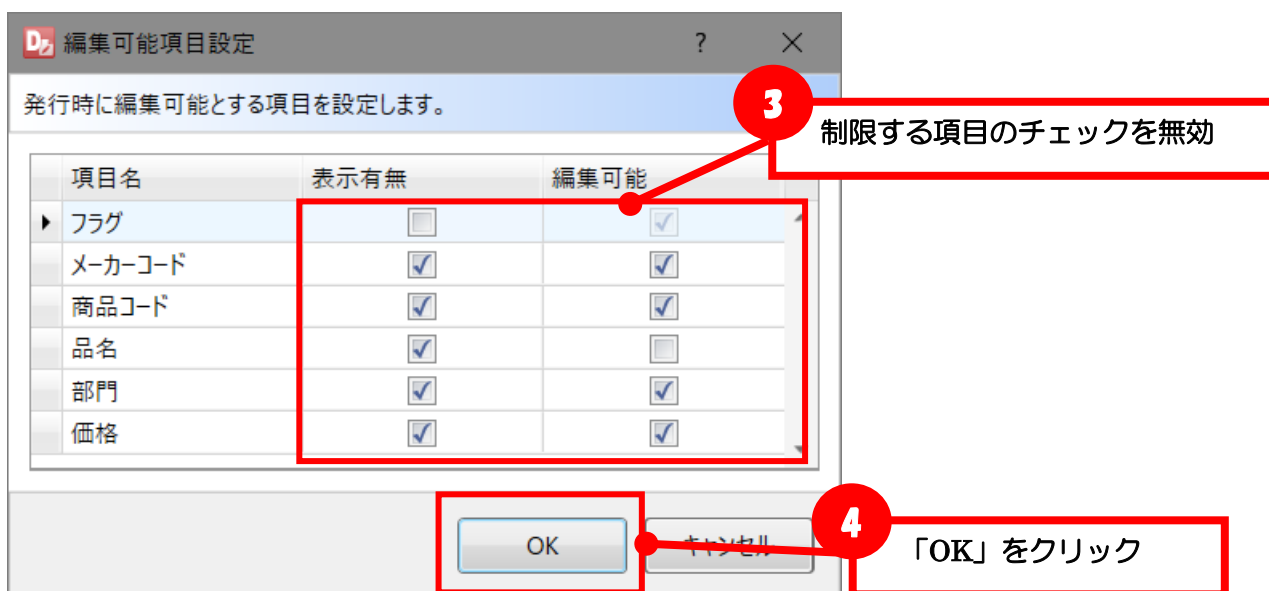 編集可能項目設定
?
発行時に編集可能とする項目を設定します。
3
制限する項目のチェックを無効
項目名 表示有無 編集可能
フラグ
メーカーコード
商品コード
品名
部門
価格
OK キャンセル
4
「OK」をクリック